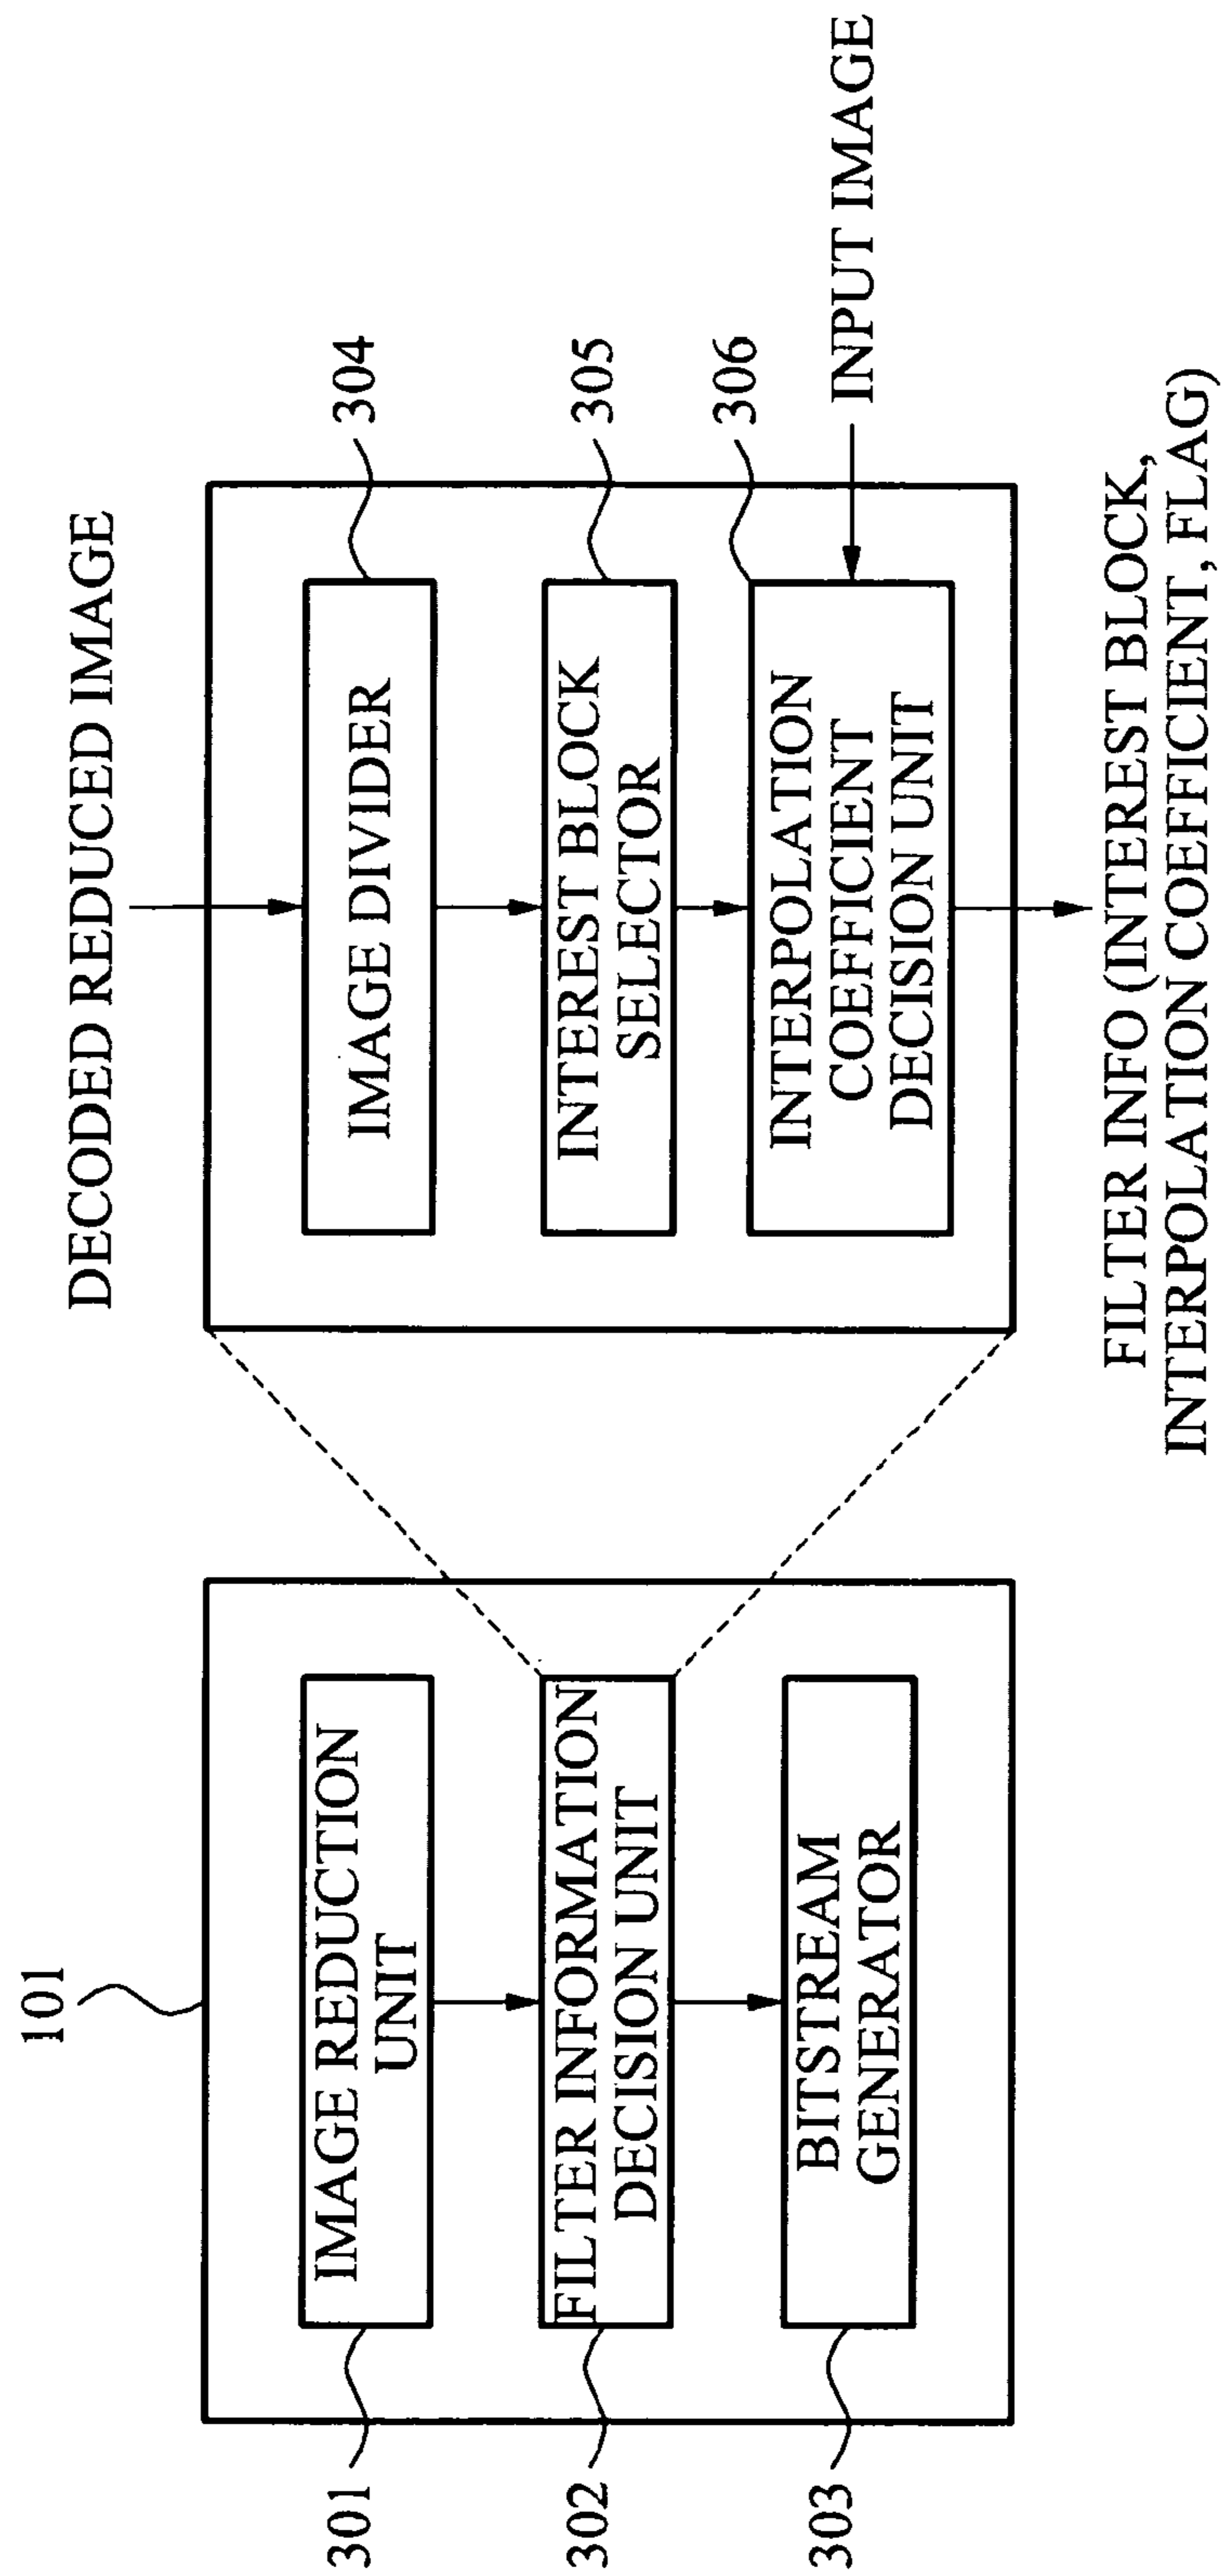 101
301
IMAGE REDUCTION
UNIT
302
FILTER INFORMATION
DECISION UNIT
303
BITSTREAM
GENERATOR
DECODED REDUCED IMAGE
304
IMAGE DIVIDER
305
INTEREST BLOCK
SELECTOR
306
INTERPOLATION
COEFFICIENT
DECISION UNIT
INPUT IMAGE
FILTER INFO (INTEREST BLOCK,
INTERPOLATION COEFFICIENT, FLAG)